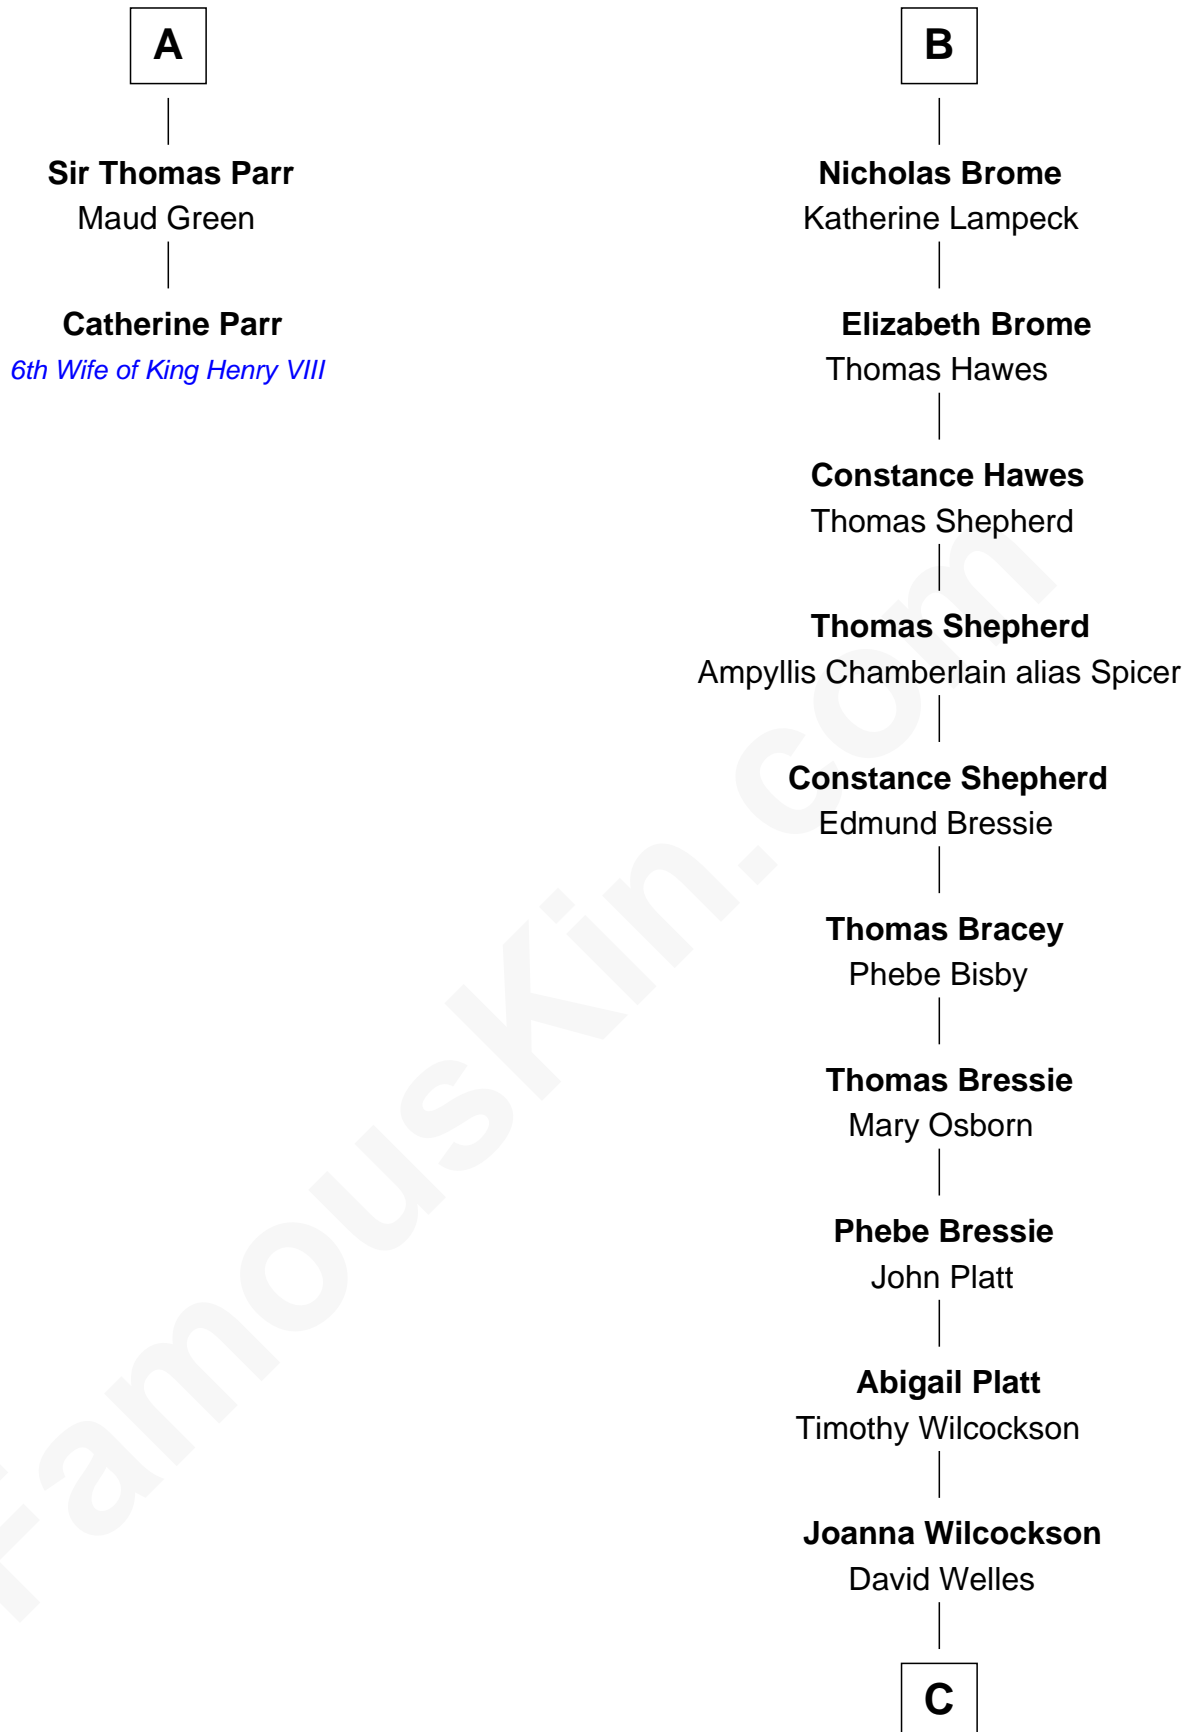 A
Sir Thomas Parr
Maud Green
Catherine Parr
6th Wife of King Henry VIII
B
Nicholas Brome
Katherine Lampeck
Elizabeth Brome
Thomas Hawes
Constance Hawes
Thomas Shepherd
Thomas Shepherd
Ampyllis Chamberlain alias Spicer
Constance Shepherd
Edmund Bressie
Thomas Bracey
Phebe Bisby
Thomas Bressie
Mary Osborn
Phebe Bressie
John Platt
Abigail Platt
Timothy Wilcockson
Joanna Wilcockson
David Welles
C
FamousKin.com